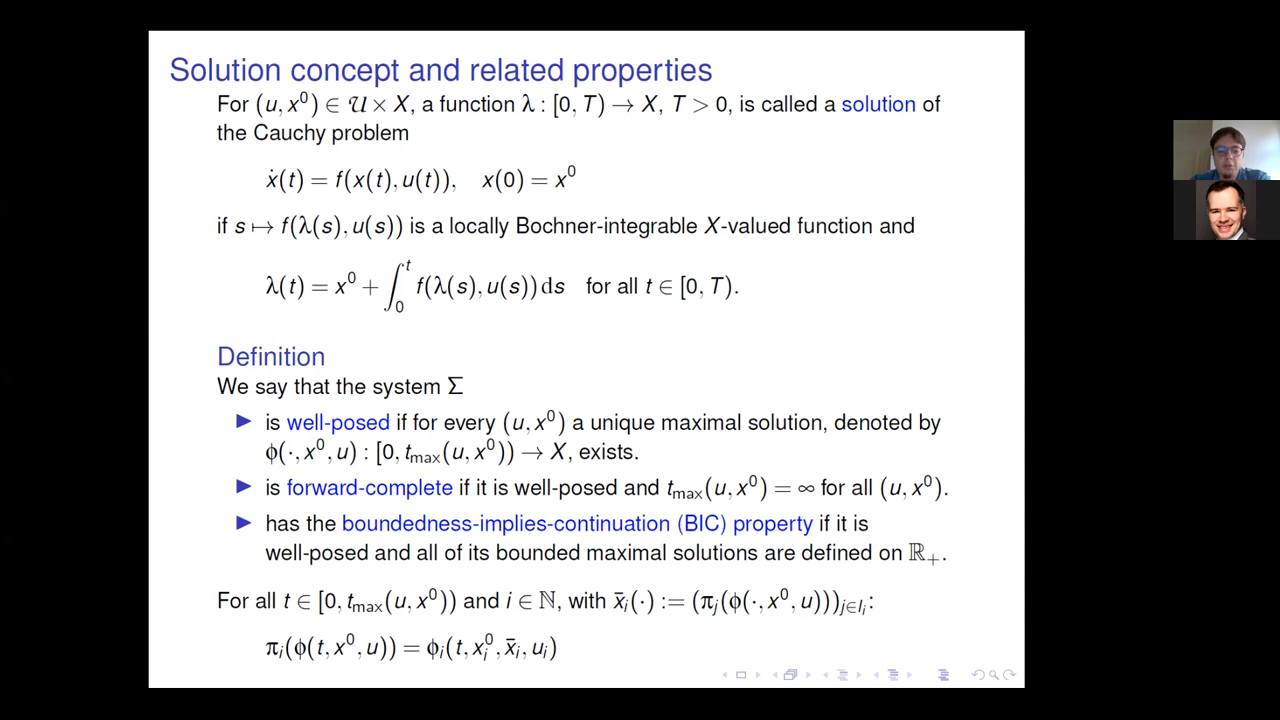 Solution concept and related properties
For (u, x⁰) ∈ 𝒰 × X, a function λ : [0, T) → X, T > 0, is called a solution of
the Cauchy problem
ẋ(t) = f(x(t), u(t)), x(0) = x⁰
if s ↦ f(λ(s), u(s)) is a locally Bochner-integrable X-valued function and
λ(t) = x⁰ + ∫₀ᵗ f(λ(s), u(s)) ds for all t ∈ [0, T).
Definition
We say that the system Σ
▶ is well-posed if for every (u, x⁰) a unique maximal solution, denoted by
ϕ(·, x⁰, u) : [0, t_max(u, x⁰)) → X, exists.
▶ is forward-complete if it is well-posed and t_max(u, x⁰) = ∞ for all (u, x⁰).
▶ has the boundedness-implies-continuation (BIC) property if it is
well-posed and all of its bounded maximal solutions are defined on ℝ₊.
For all t ∈ [0, t_max(u, x⁰)) and i ∈ ℕ, with x̄ᵢ(·) := (πⱼ(ϕ(·, x⁰, u)))_{j∈Iᵢ}:
πᵢ(ϕ(t, x⁰, u)) = ϕᵢ(t, xᵢ⁰, x̄ᵢ, uᵢ)